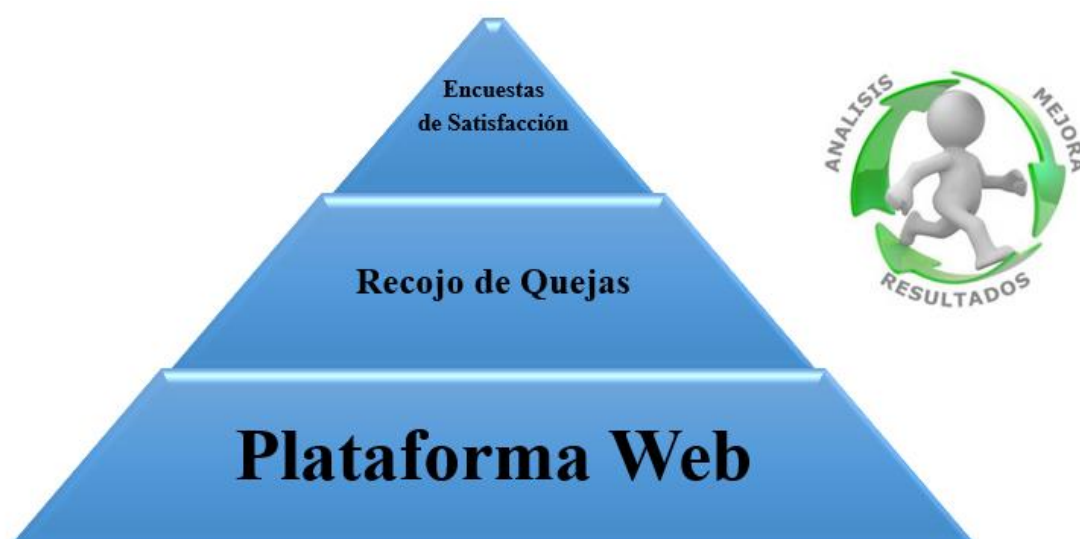 Encuestas
de Satisfacción
ANALISIS
MEJORA
RESULTADOS
Recojo de Quejas
Plataforma Web